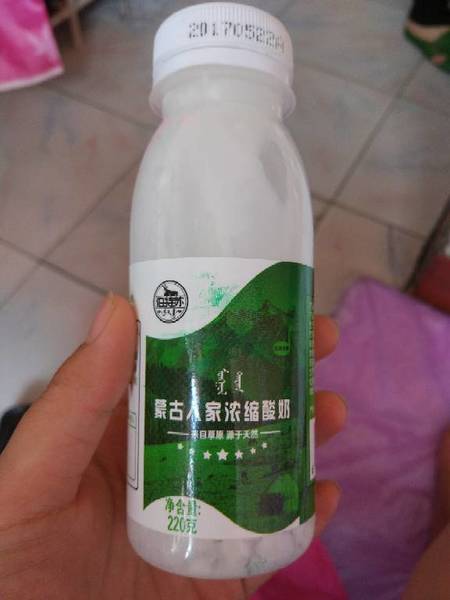 20170522A
蒙古人家浓缩酸奶
来自草原 源于天然
净含量:
220克